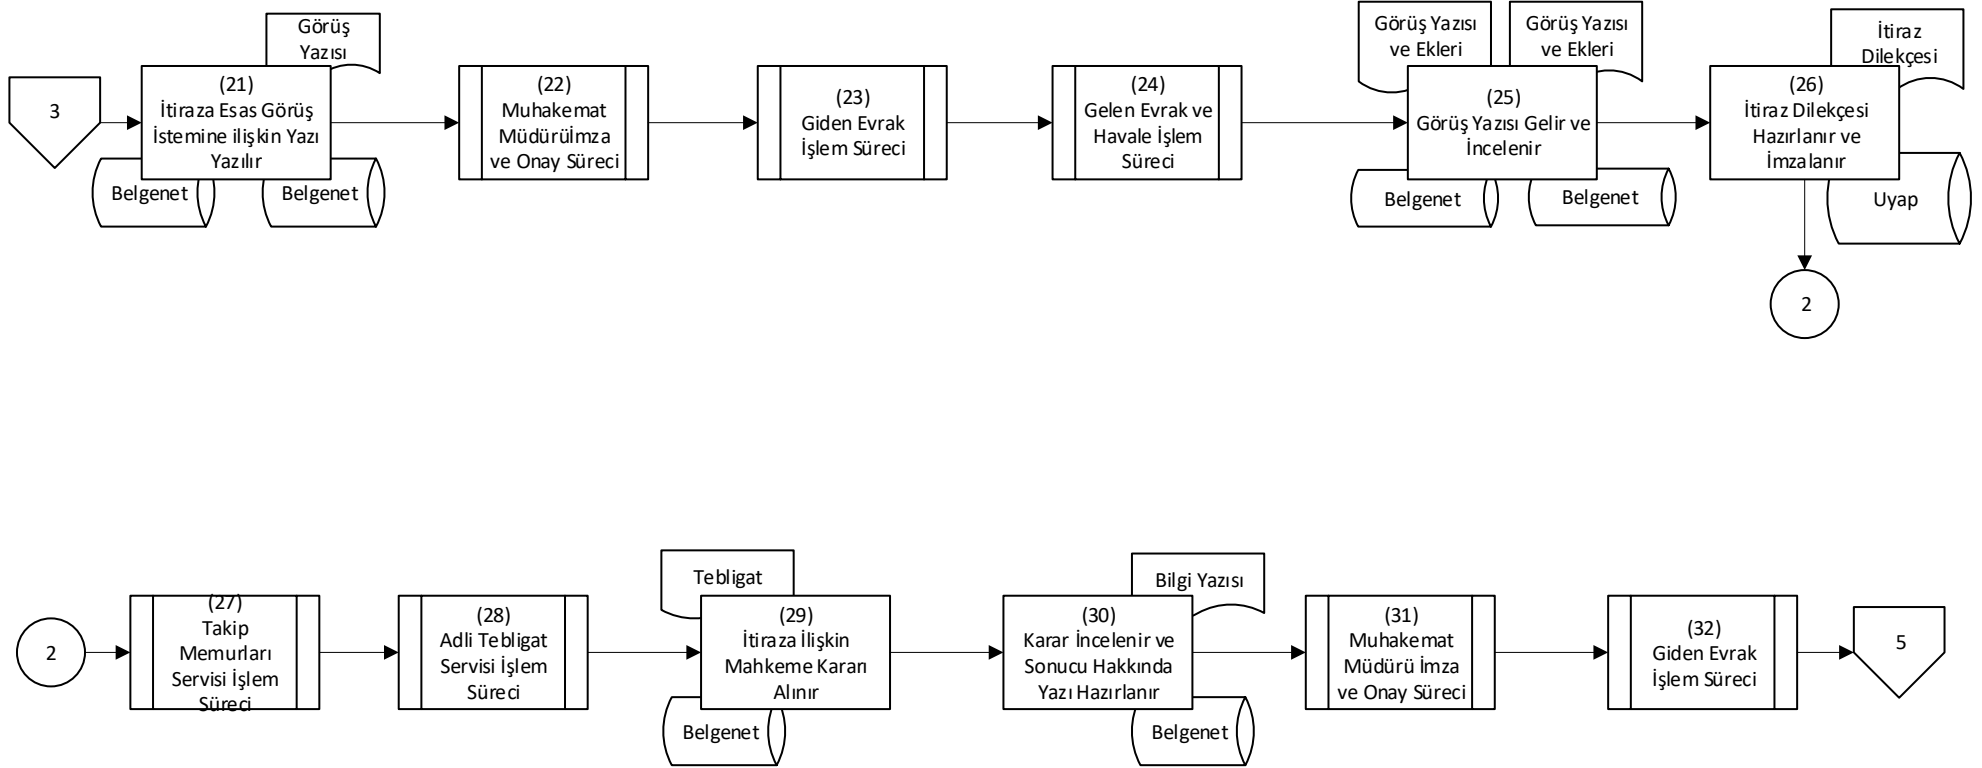 3
Görüş
Yazısı
(21)
İtiraza Esas Görüş
İstemine ilişkin Yazı
Yazılır
Belgenet
Belgenet
(22)
Muhakemat
Müdürüİmza
ve Onay Süreci
(23)
Giden Evrak
İşlem Süreci
(24)
Gelen Evrak ve
Havale İşlem
Süreci
Görüş Yazısı
ve Ekleri
Görüş Yazısı
ve Ekleri
(25)
Görüş Yazısı Gelir ve
İncelenir
Belgenet
Belgenet
İtiraz
Dilekçesi
(26)
İtiraz Dilekçesi
Hazırlanır ve
İmzalanır
Uyap
2
2
(27)
Takip
Memurları
Servisi İşlem
Süreci
(28)
Adli Tebligat
Servisi İşlem
Süreci
Tebligat
(29)
İtiraza İlişkin
Mahkeme Kararı
Alınır
Belgenet
Bilgi Yazısı
(30)
Karar İncelenir ve
Sonucu Hakkında
Yazı Hazırlanır
Belgenet
(31)
Muhakemat
Müdürü İmza
ve Onay Süreci
(32)
Giden Evrak
İşlem Süreci
5